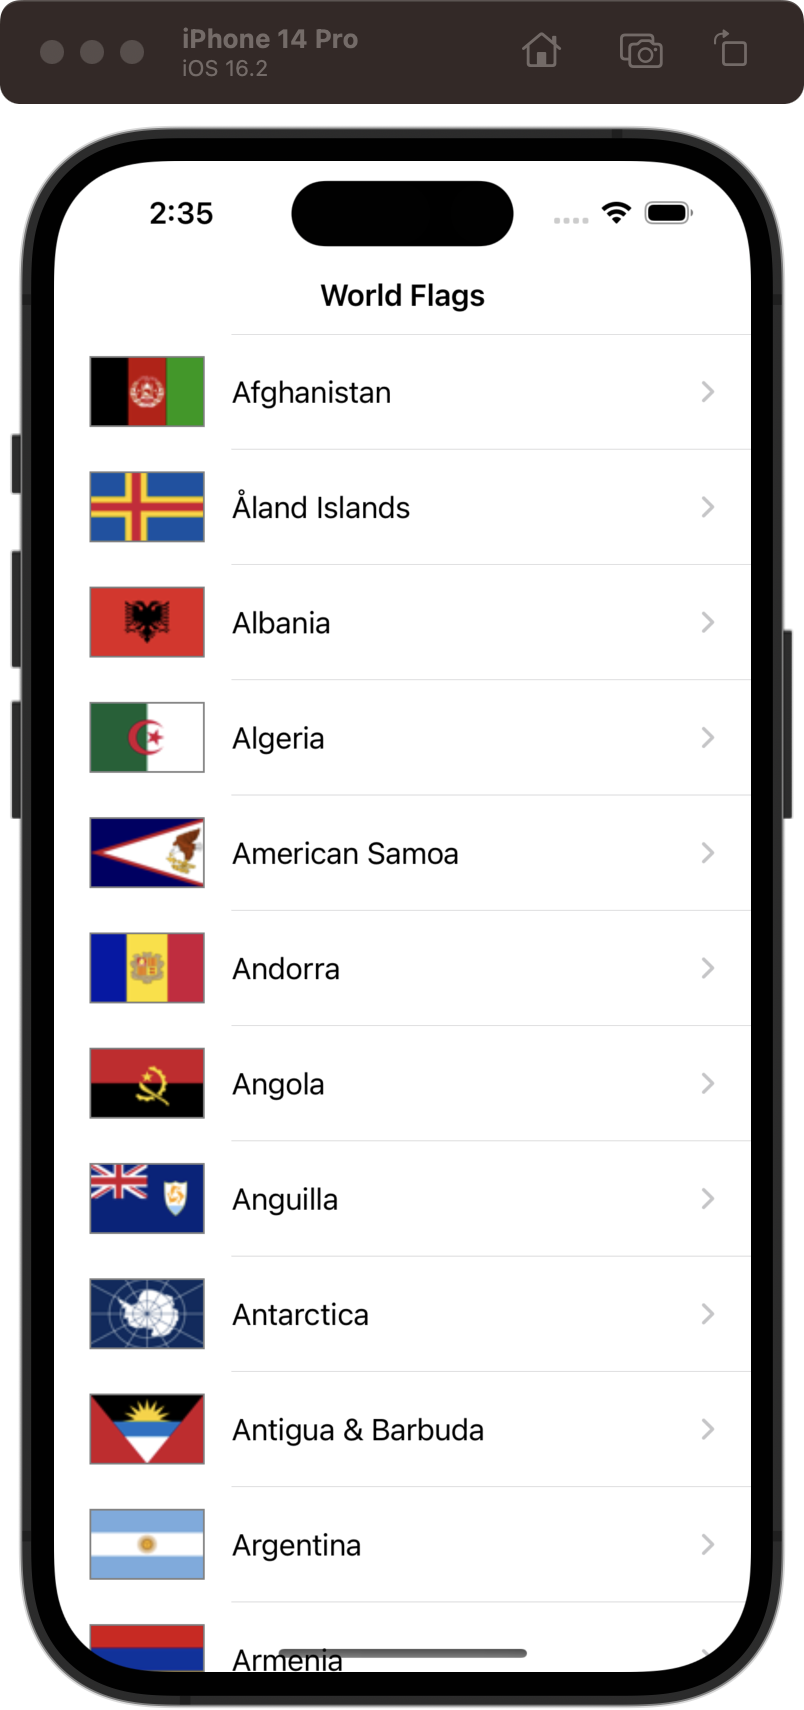 iPhone 14 Pro
iOS 16.2
2:35
World Flags
Afghanistan
Åland Islands
Albania
Algeria
American Samoa
Andorra
Angola
Anguilla
Antarctica
Antigua & Barbuda
Argentina
Armenia